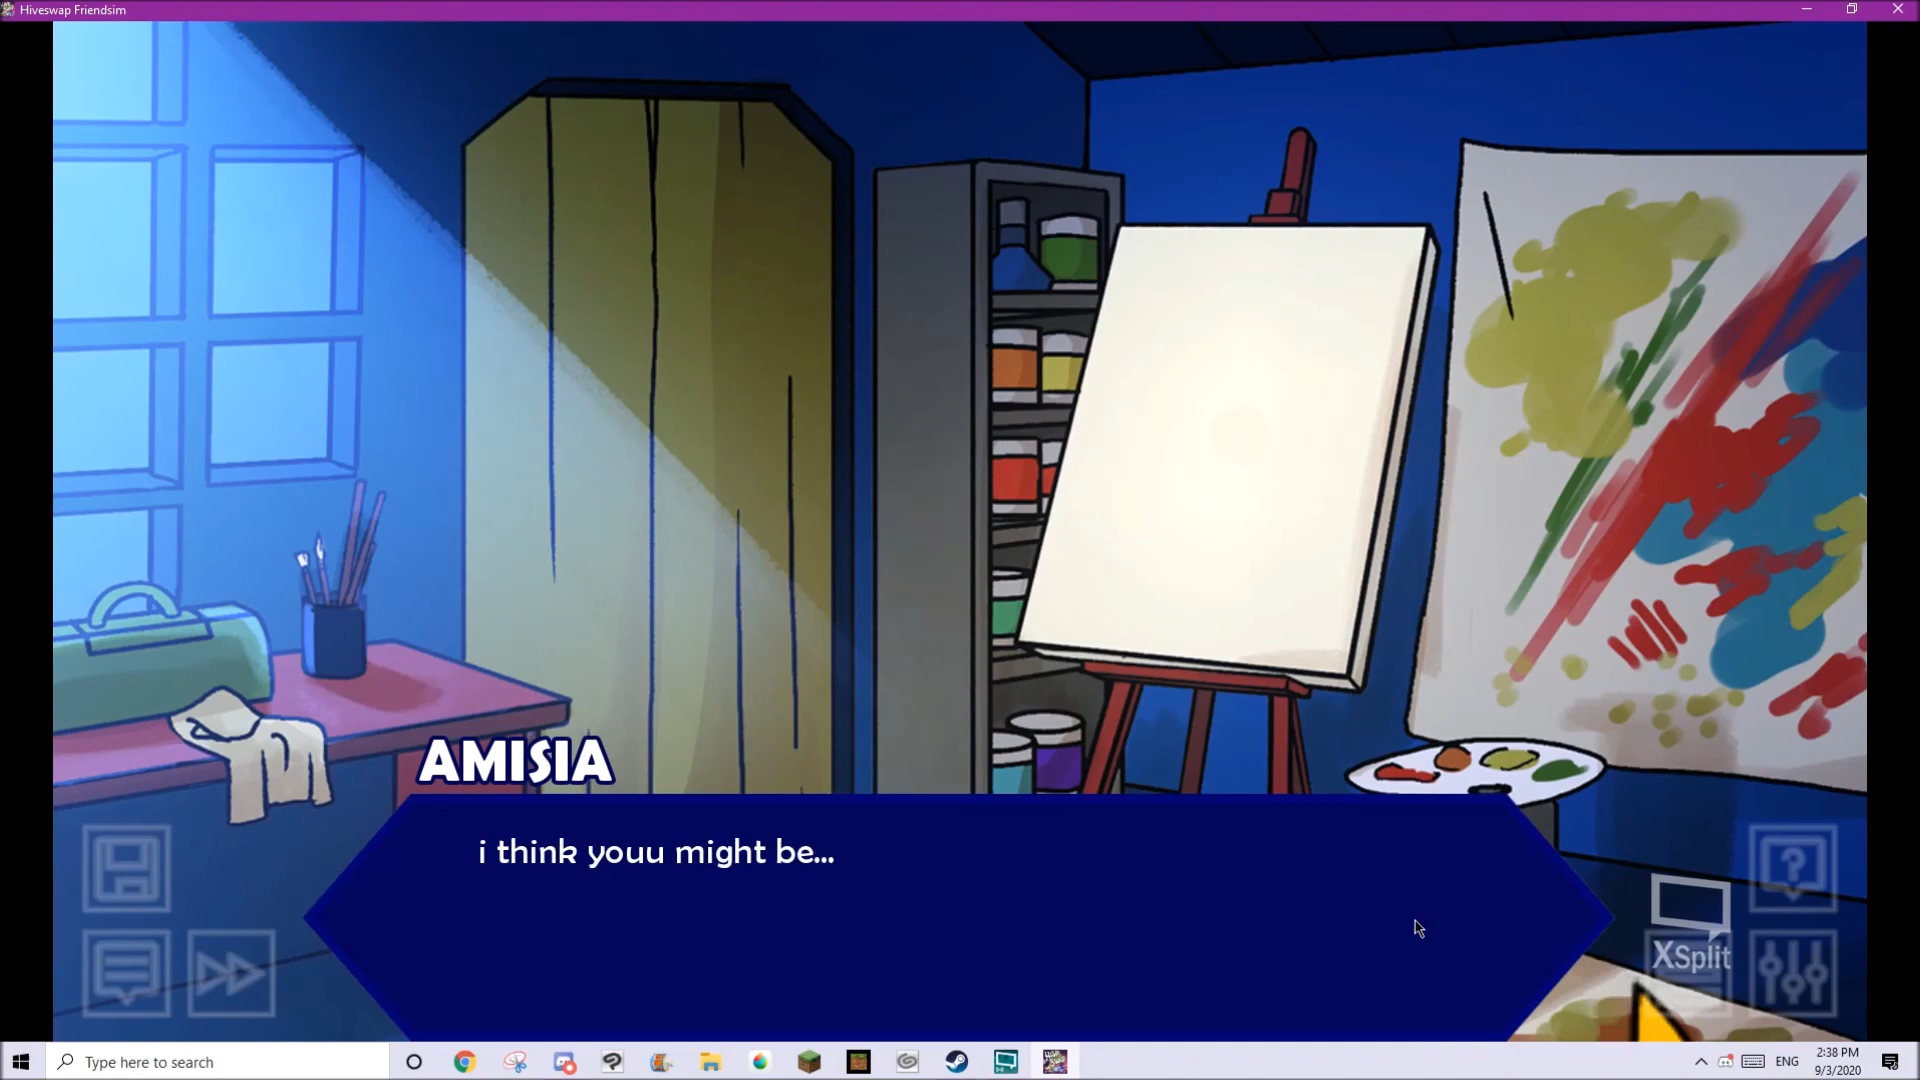 Hiveswap Friendsim
AMISIA
i think youu might be...
XSplit
Type here to search
ENG
2:38 PM
9/3/2020